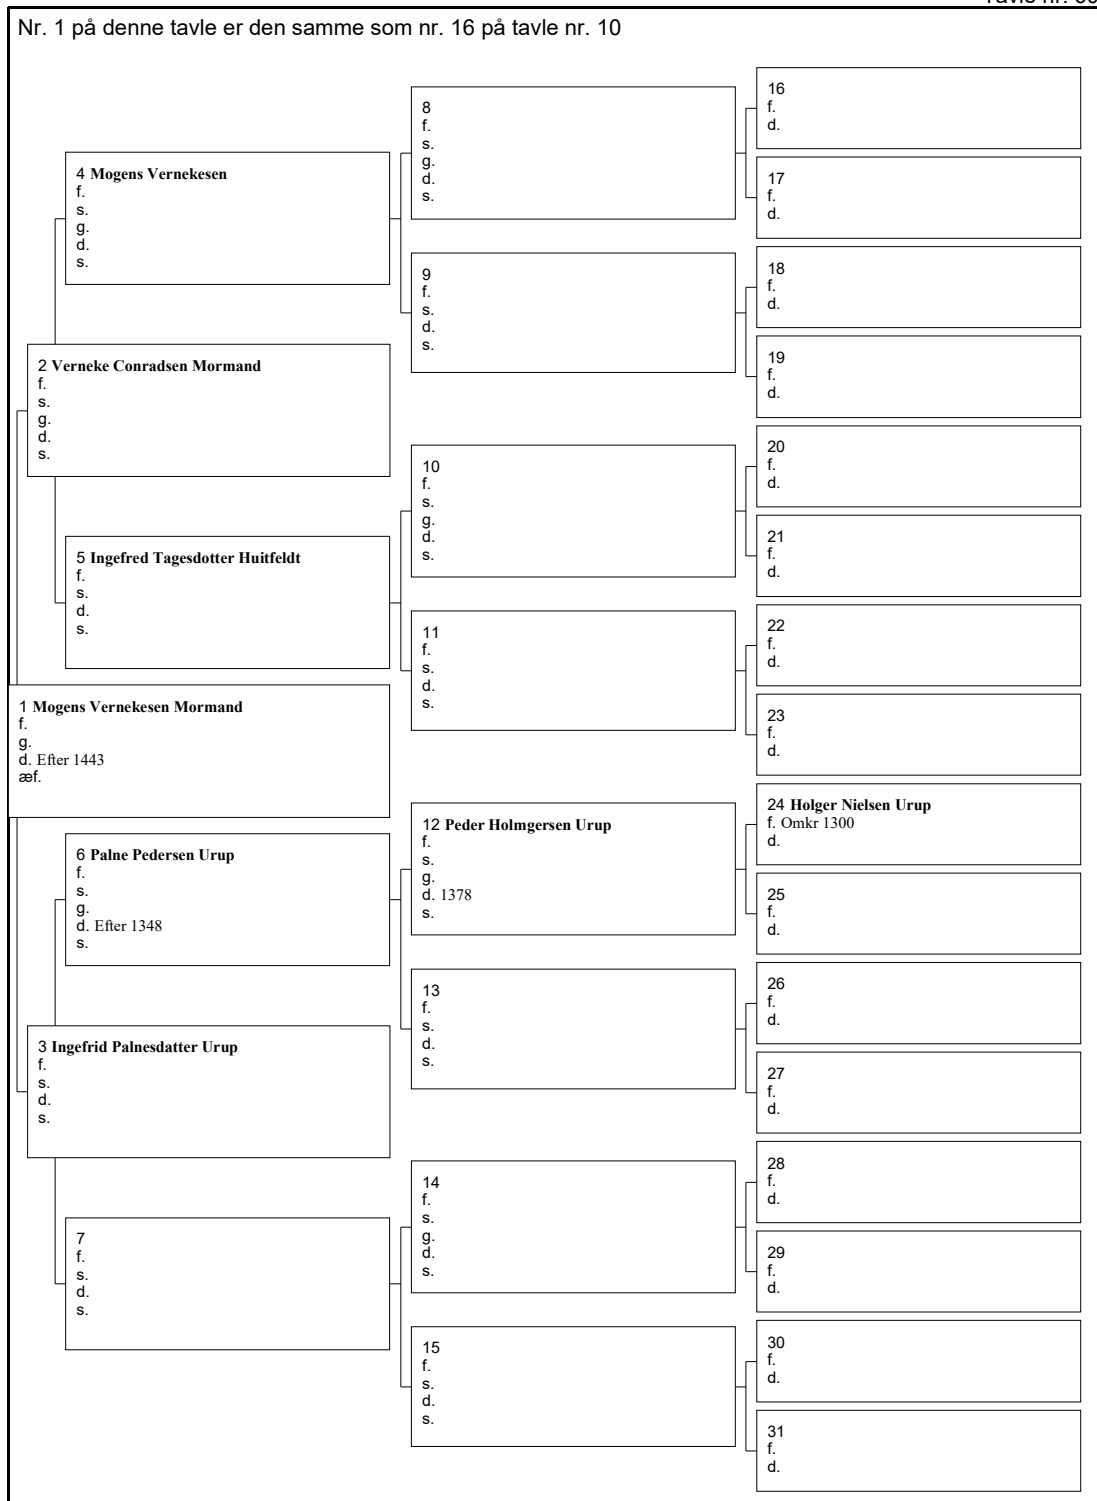 Nr. 1 på denne tavle er den samme som nr. 16 på tavle nr. 10
1 Mogens Vernekesen Mormand
f.
g.
d. Efter 1443
æf.
2 Verneke Conradsen Mormand
f.
s.
g.
d.
s.
3 Ingefrid Palnesdatter Urup
f.
s.
d.
s.
4 Mogens Vernekesen
f.
s.
g.
d.
s.
5 Ingefred Tagesdotter Huitfeldt
f.
s.
d.
s.
6 Palne Pedersen Urup
f.
s.
g.
d. Efter 1348
s.
7
f.
s.
d.
s.
8
f.
s.
g.
d.
s.
9
f.
s.
d.
s.
10
f.
s.
g.
d.
s.
11
f.
s.
d.
s.
12 Peder Holmgersen Urup
f.
s.
g.
d. 1378
s.
13
f.
s.
d.
s.
14
f.
s.
g.
d.
s.
15
f.
s.
d.
s.
16
f.
d.
17
f.
d.
18
f.
d.
19
f.
d.
20
f.
d.
21
f.
d.
22
f.
d.
23
f.
d.
24 Holger Nielsen Urup
f. Omkr 1300
d.
25
f.
d.
26
f.
d.
27
f.
d.
28
f.
d.
29
f.
d.
30
f.
d.
31
f.
d.